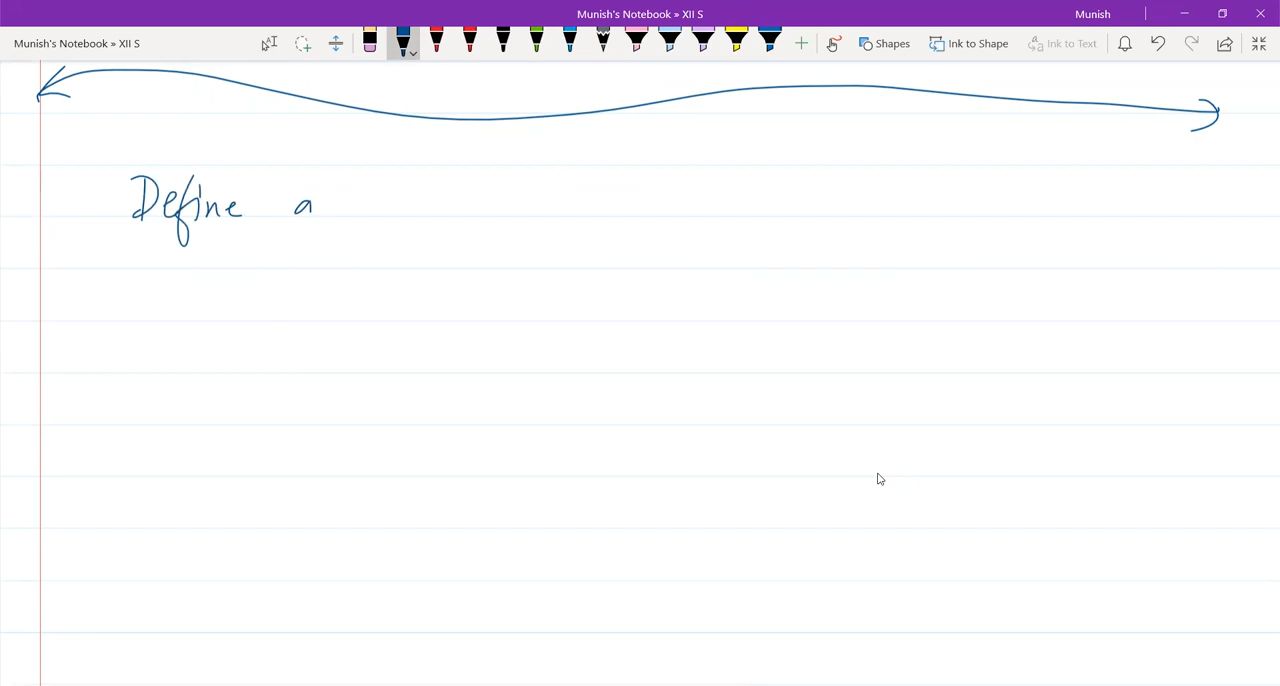 Munish's Notebook » XII S
Munish
Munish's Notebook » XII S
Shapes
Ink to Shape
Ink to Text
Define a